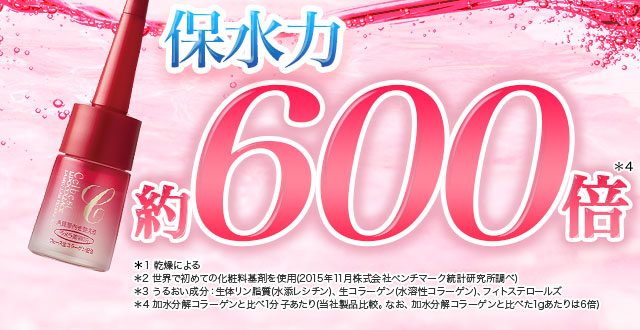 保水力
約600倍
＊4
＊1 乾燥による
＊2 世界で初めての化粧料基剤を使用(2015年11月株式会社ベンチマーク統計研究所調べ)
＊3 うるおい成分：生体リン脂質(水添レシチン)、生コラーゲン(水溶性コラーゲン)、フィトステロールズ
＊4 加水分解コラーゲンと比べ1分子あたり(当社製品比較。なお、加水分解コラーゲンと比べた1gあたりは6倍)